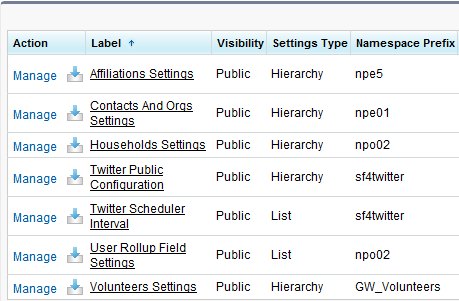 Action Label ↑ Visibility Settings Type Namespace Prefix
Manage Affiliations Settings Public Hierarchy npe5
Manage Contacts And Orgs Settings Public Hierarchy npe01
Manage Households Settings Public Hierarchy npo02
Manage Twitter Public Configuration Public Hierarchy sf4twitter
Manage Twitter Scheduler Interval Public List sf4twitter
Manage User Rollup Field Settings Public List npo02
Manage Volunteers Settings Public Hierarchy GW_Volunteers